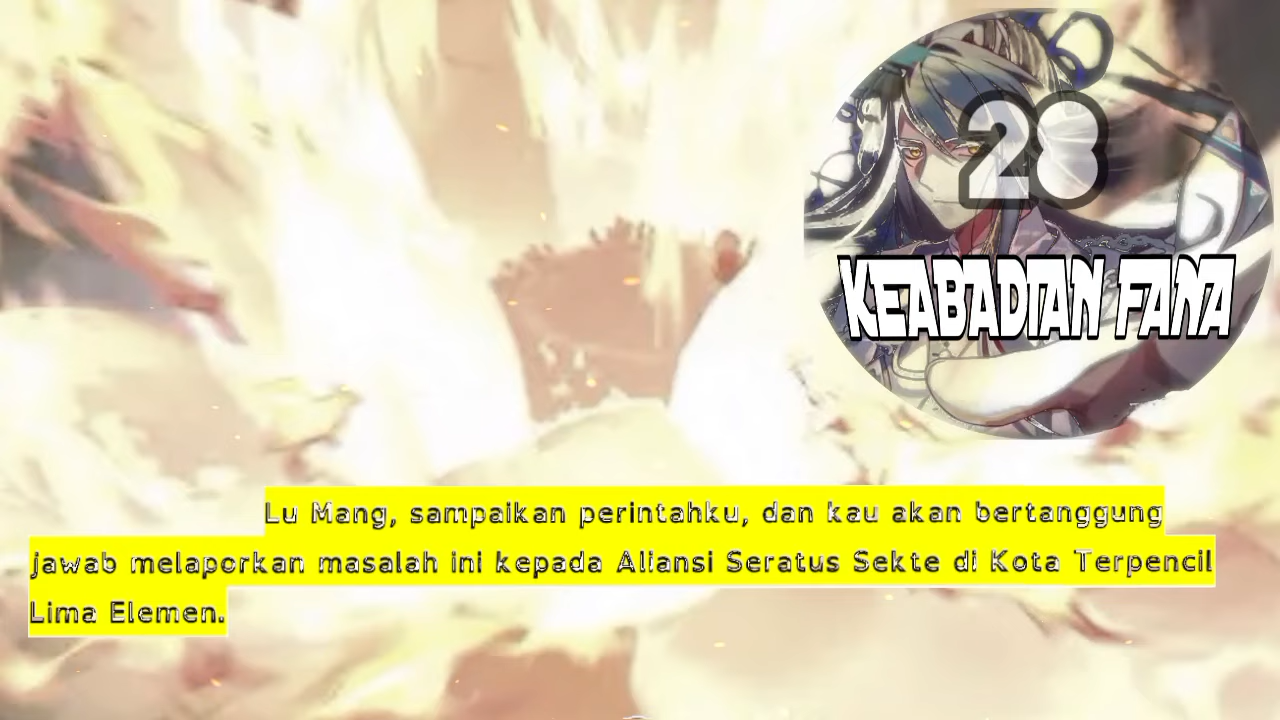 28
KEABADIAN FANA
Lu Mang, sampaikan perintahku, dan kau akan bertanggung
jawab melaporkan masalah ini kepada Aliansi Seratus Sekte di Kota Terpencil
Lima Elemen.